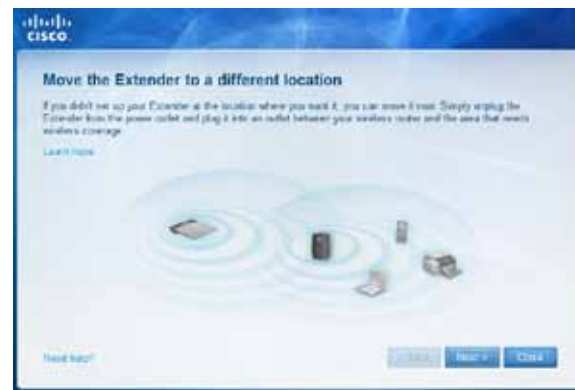 CISCO
Move the Extender to a different location
If you didn't set up your Extender at the location where you want it, you can move it now. Simply unplug the
Extender from the power outlet and plug it into an outlet between your wireless router and the area that needs
wireless coverage.
Learn more
Need help?
Next >
Close